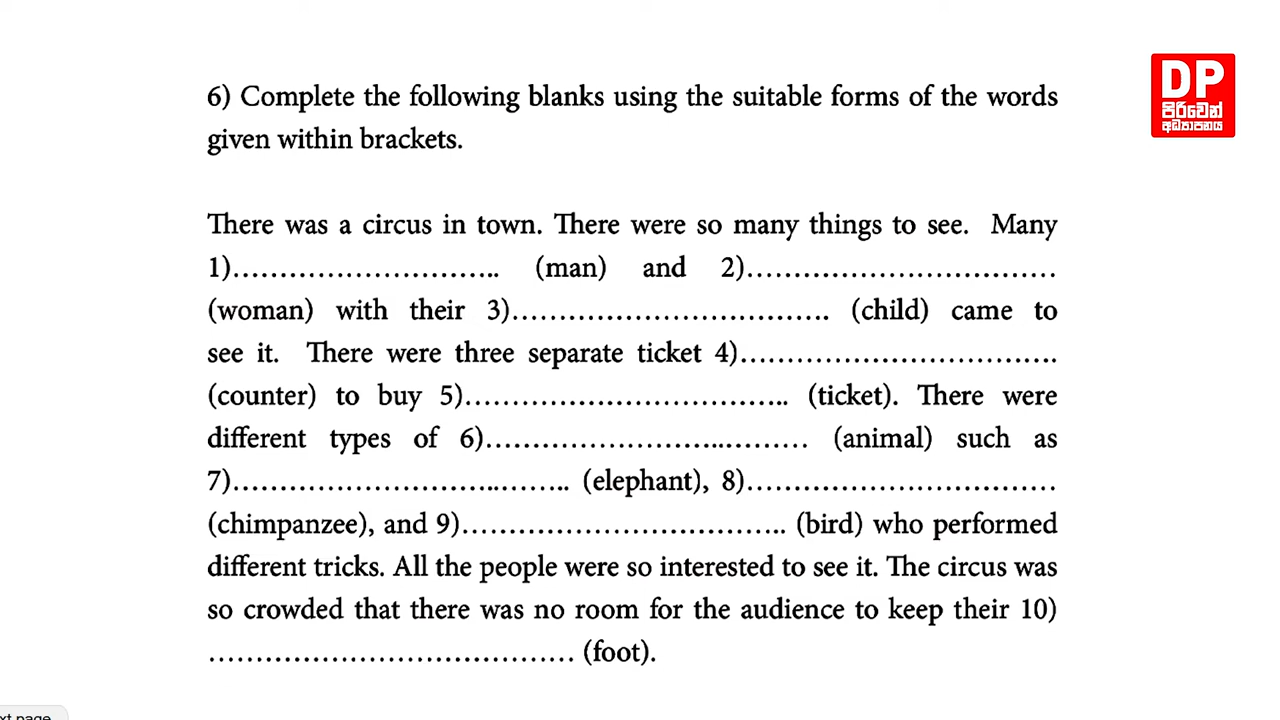 DP
පිරිවෙන්
අධ්‍යාපනය
6) Complete the following blanks using the suitable forms of the words
given within brackets.
There was a circus in town. There were so many things to see. Many
1)……………………….. (man) and 2)……………………………
(woman) with their 3)……………………………. (child) came to
see it. There were three separate ticket 4)…………………………….
(counter) to buy 5)…………………………….. (ticket). There were
different types of 6)……………………..……… (animal) such as
7)………………………..…….. (elephant), 8)……………………………
(chimpanzee), and 9)…………………………….. (bird) who performed
different tricks. All the people were so interested to see it. The circus was
so crowded that there was no room for the audience to keep their 10)
………………………………… (foot).
xt page